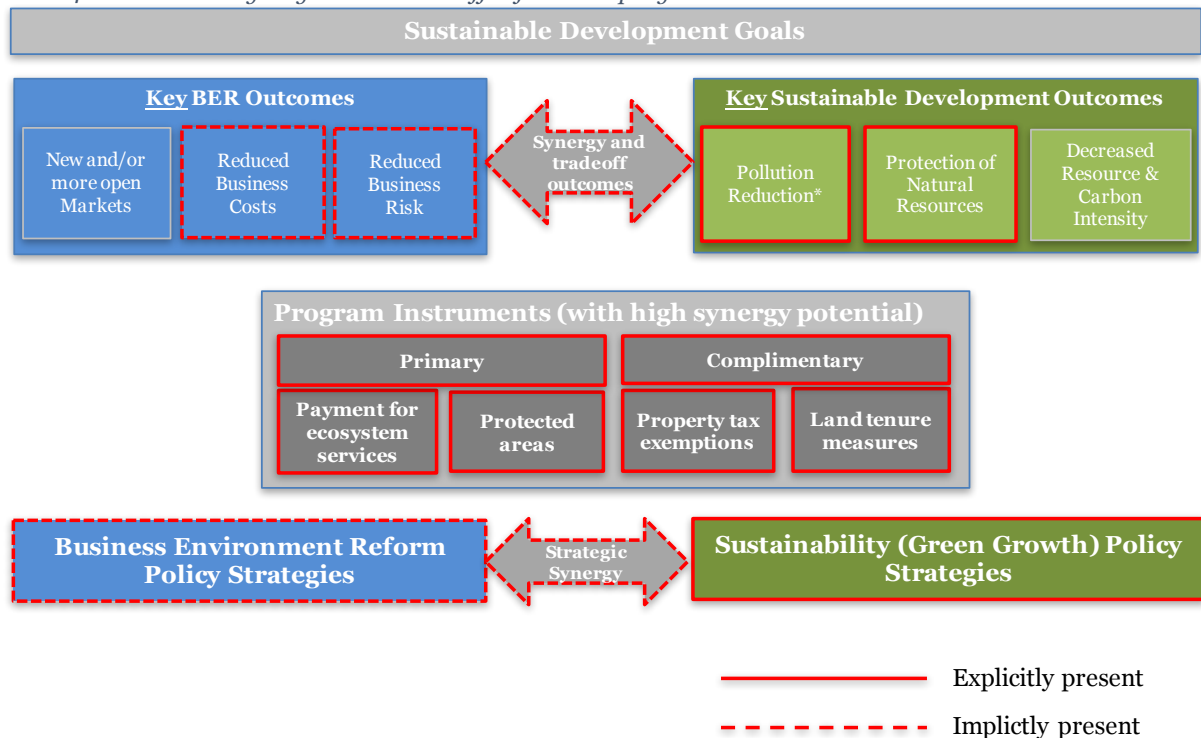 Sustainable Development Goals
Key BER Outcomes
New and/or
more open
Markets
Reduced
Business
Costs
Reduced
Business
Risk
Synergy and
tradeoff
outcomes
Key Sustainable Development Outcomes
Pollution
Reduction*
Protection of
Natural
Resources
Decreased
Resource &
Carbon
Intensity
Program Instruments (with high synergy potential)
Primary
Complimentary
Payment for
ecosystem
services
Protected
areas
Property tax
exemptions
Land tenure
measures
Business Environment Reform
Policy Strategies
Strategic
Synergy
Sustainability (Green Growth) Policy
Strategies
Explicitly present
Implictly present